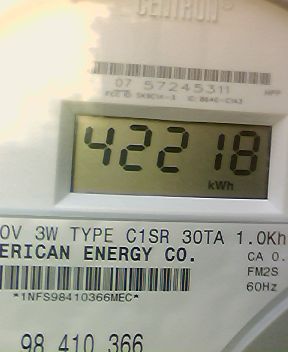 CENTRON®
07 57245311
42218
kWh
0V 3W TYPE C1SR 30TA 1.0Kh
ERICAN ENERGY CO.
CA 0.
FM2S
60Hz
*1NFS98410366MEC*
98 410 366